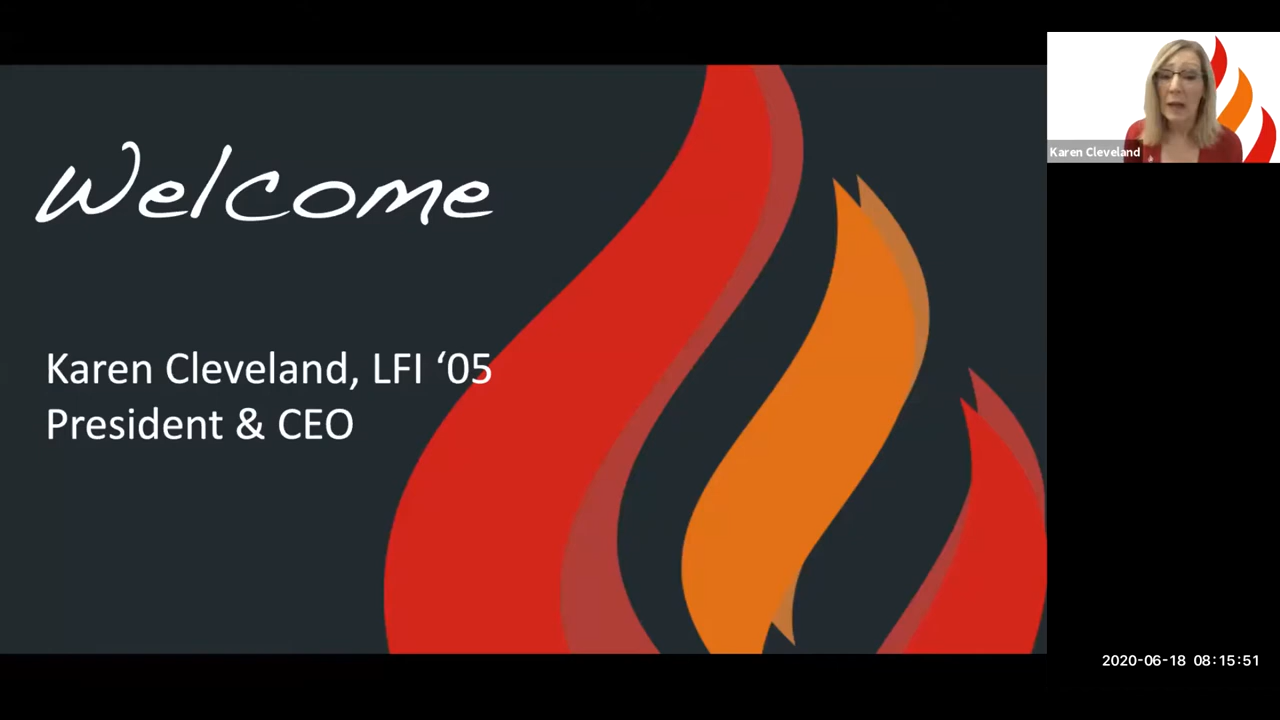 Welcome
Karen Cleveland, LFI ‘05
President & CEO
Karen Cleveland
2020-06-18 08:15:51